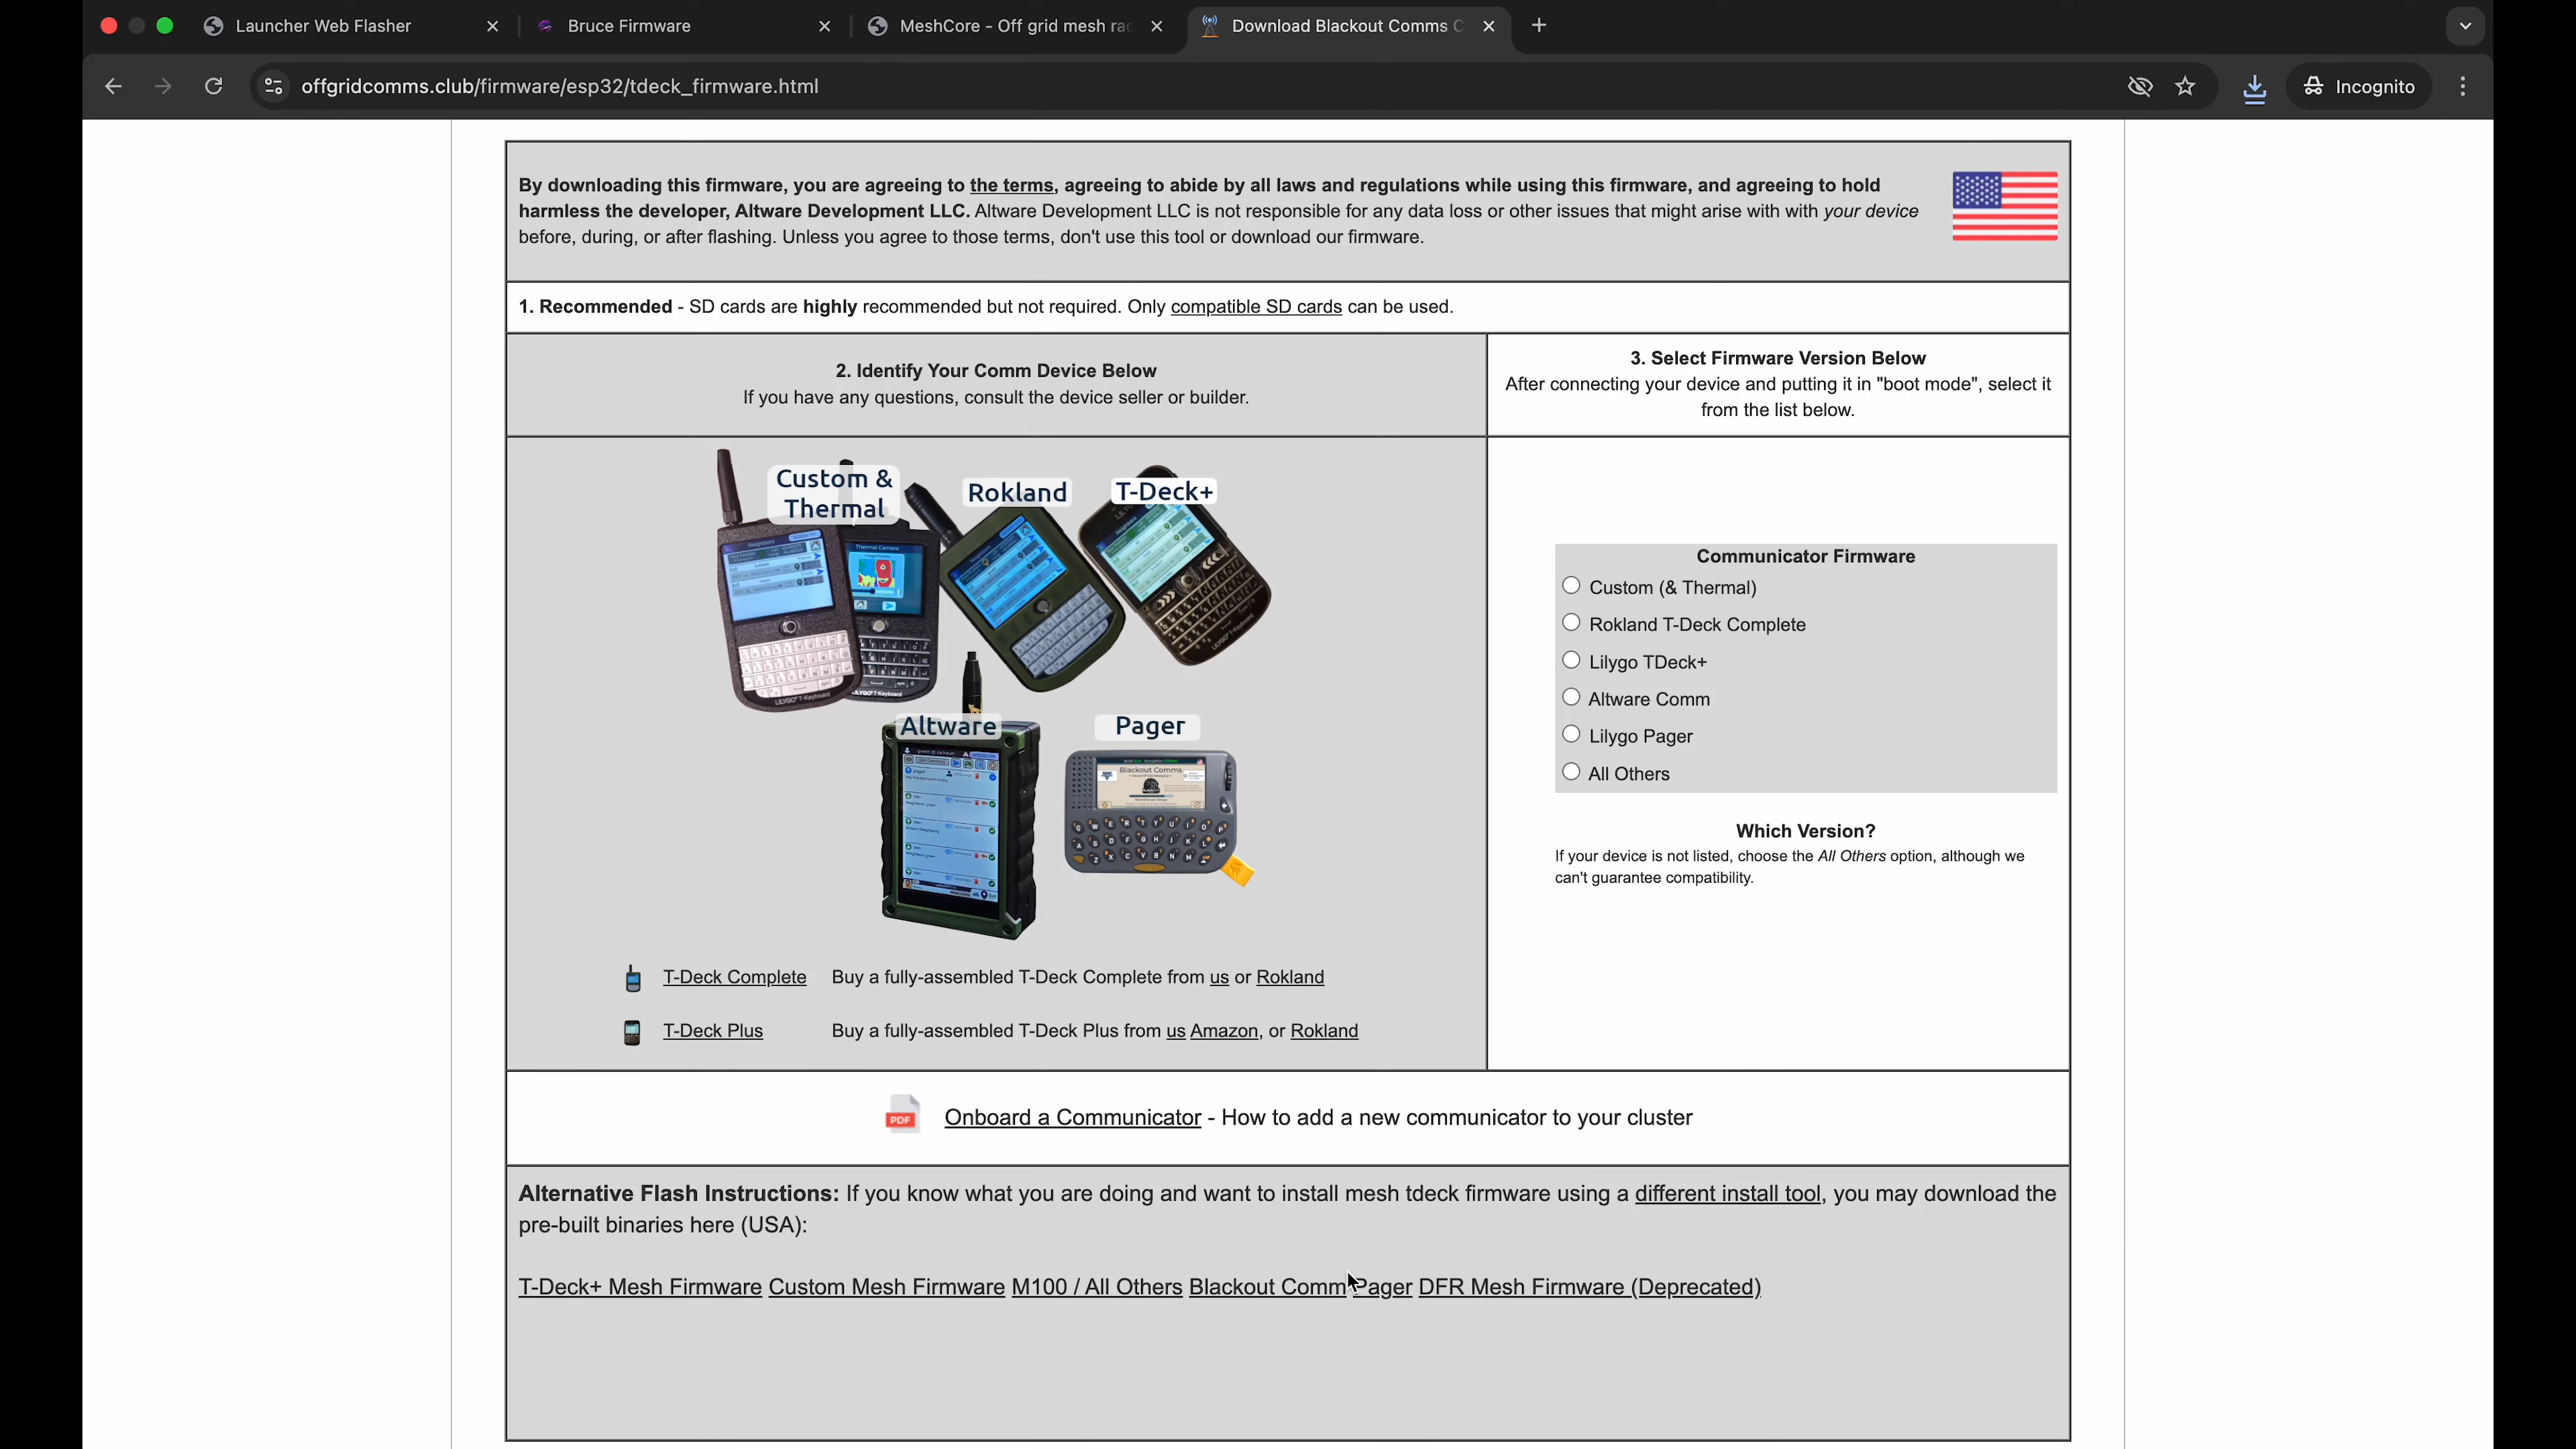 Launcher Web Flasher
Bruce Firmware
MeshCore - Off grid mesh rac
Download Blackout Comms C
offgridcomms.club/firmware/esp32/tdeck_firmware.html
Incognito
By downloading this firmware, you are agreeing to the terms, agreeing to abide by all laws and regulations while using this firmware, and agreeing to hold
harmless the developer, Altware Development LLC. Altware Development LLC is not responsible for any data loss or other issues that might arise with with your device
before, during, or after flashing. Unless you agree to those terms, don't use this tool or download our firmware.
1. Recommended - SD cards are highly recommended but not required. Only compatible SD cards can be used.
2. Identify Your Comm Device Below
If you have any questions, consult the device seller or builder.
3. Select Firmware Version Below
After connecting your device and putting it in "boot mode", select it
from the list below.
Custom &
Thermal
Rokland
T-Deck+
Thermal Camera
LILYGO T-Keyboard
LILYGO T-Keyboard
Altware
Pager
Blackout Comms
Communicator Firmware
Custom (& Thermal)
Rokland T-Deck Complete
Lilygo TDeck+
Altware Comm
Lilygo Pager
All Others
Which Version?
If your device is not listed, choose the All Others option, although we
can't guarantee compatibility.
T-Deck Complete Buy a fully-assembled T-Deck Complete from us or Rokland
T-Deck Plus Buy a fully-assembled T-Deck Plus from us Amazon, or Rokland
PDF
Onboard a Communicator - How to add a new communicator to your cluster
Alternative Flash Instructions: If you know what you are doing and want to install mesh tdeck firmware using a different install tool, you may download the
pre-built binaries here (USA):
T-Deck+ Mesh Firmware Custom Mesh Firmware M100 / All Others Blackout Comm Pager DFR Mesh Firmware (Deprecated)